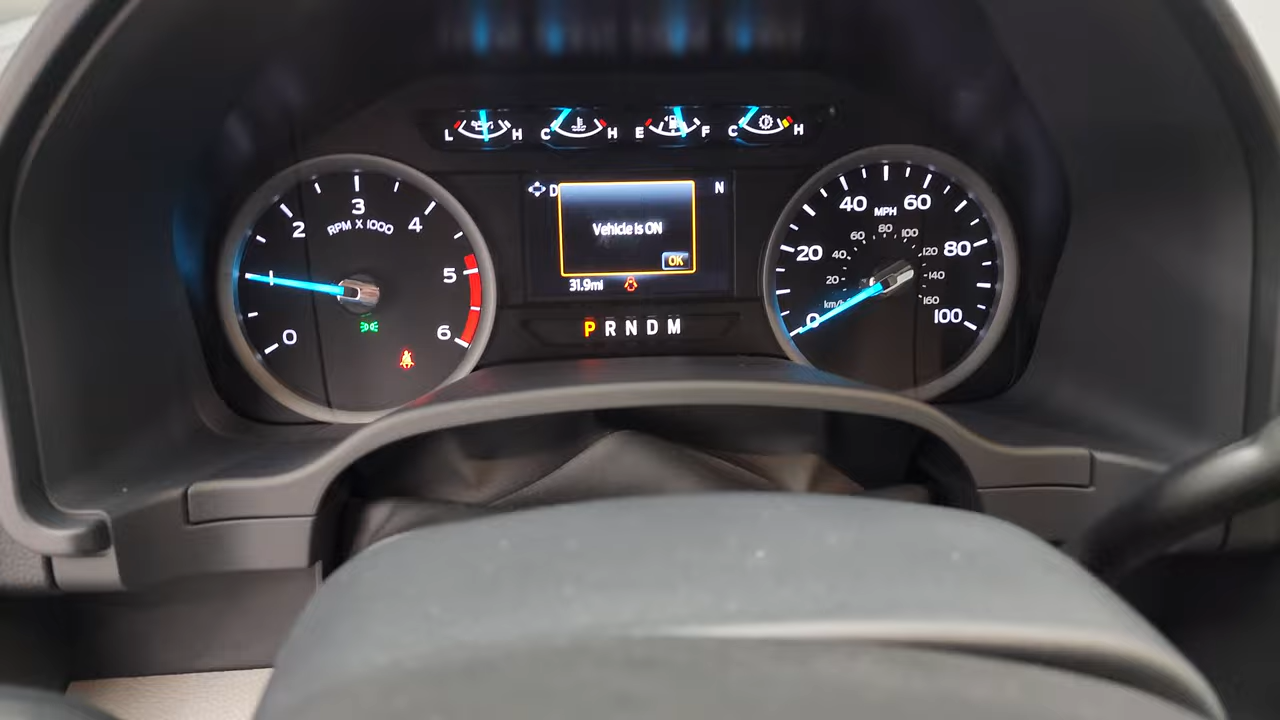 L H C H E F C H
D N
Vehicle is ON
OK
31.9mi
P R N D M
0 1 2 3 4 5 6
RPM X 1000
0 20 40 60 80 100
MPH
20 40 60 80 100 120 140 160